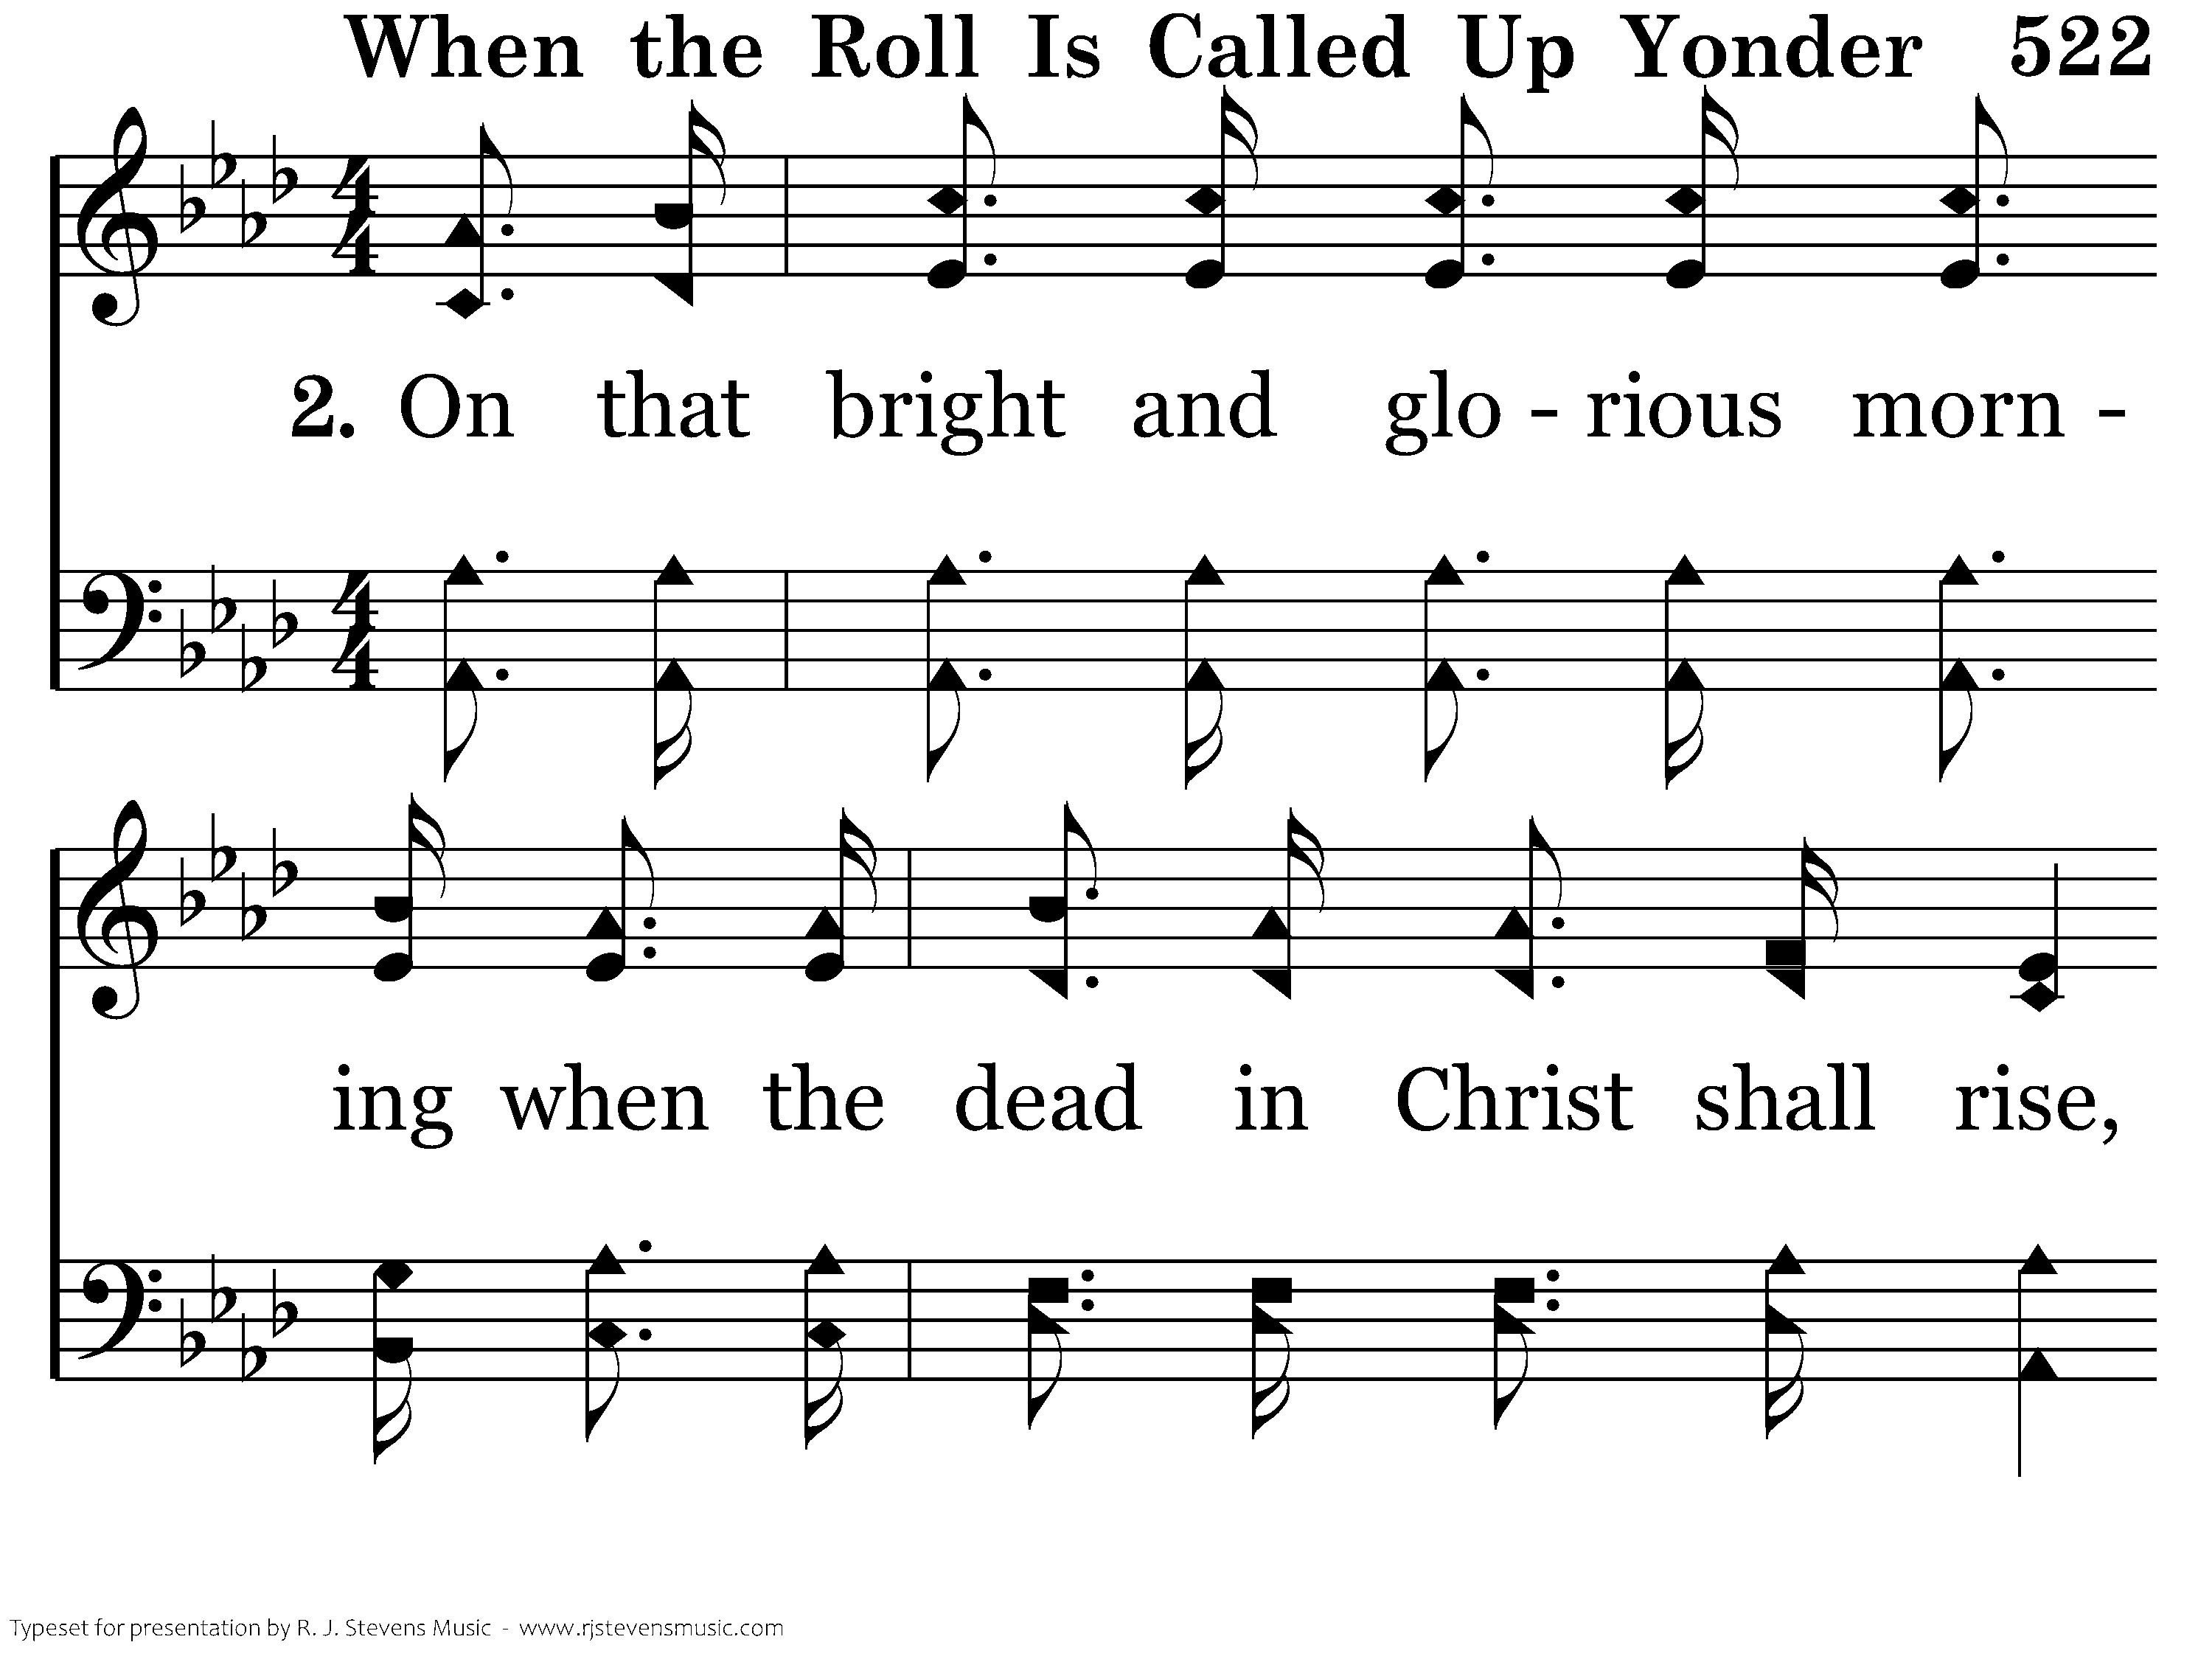 When the Roll Is Called Up Yonder 522
2. On that bright and glo - rious morn -
ing when the dead in Christ shall rise,
Typeset for presentation by R. J. Stevens Music - www.rjstevensmusic.com